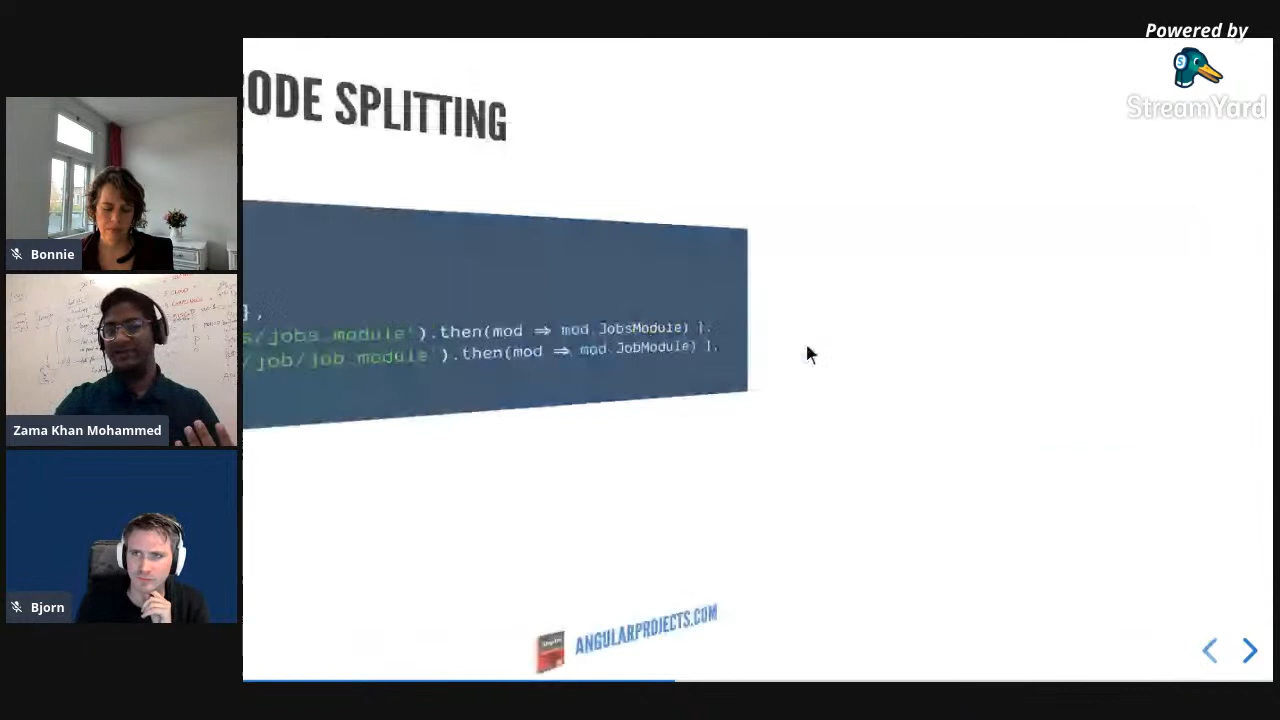 Powered by
StreamYard
CODE SPLITTING
},
s/jobs.module').then(mod ⇒ mod.JobsModule) },
/job/job.module').then(mod ⇒ mod.JobModule) },
Bonnie
Zama Khan Mohammed
Bjorn
ANGULARPROJECTS.COM